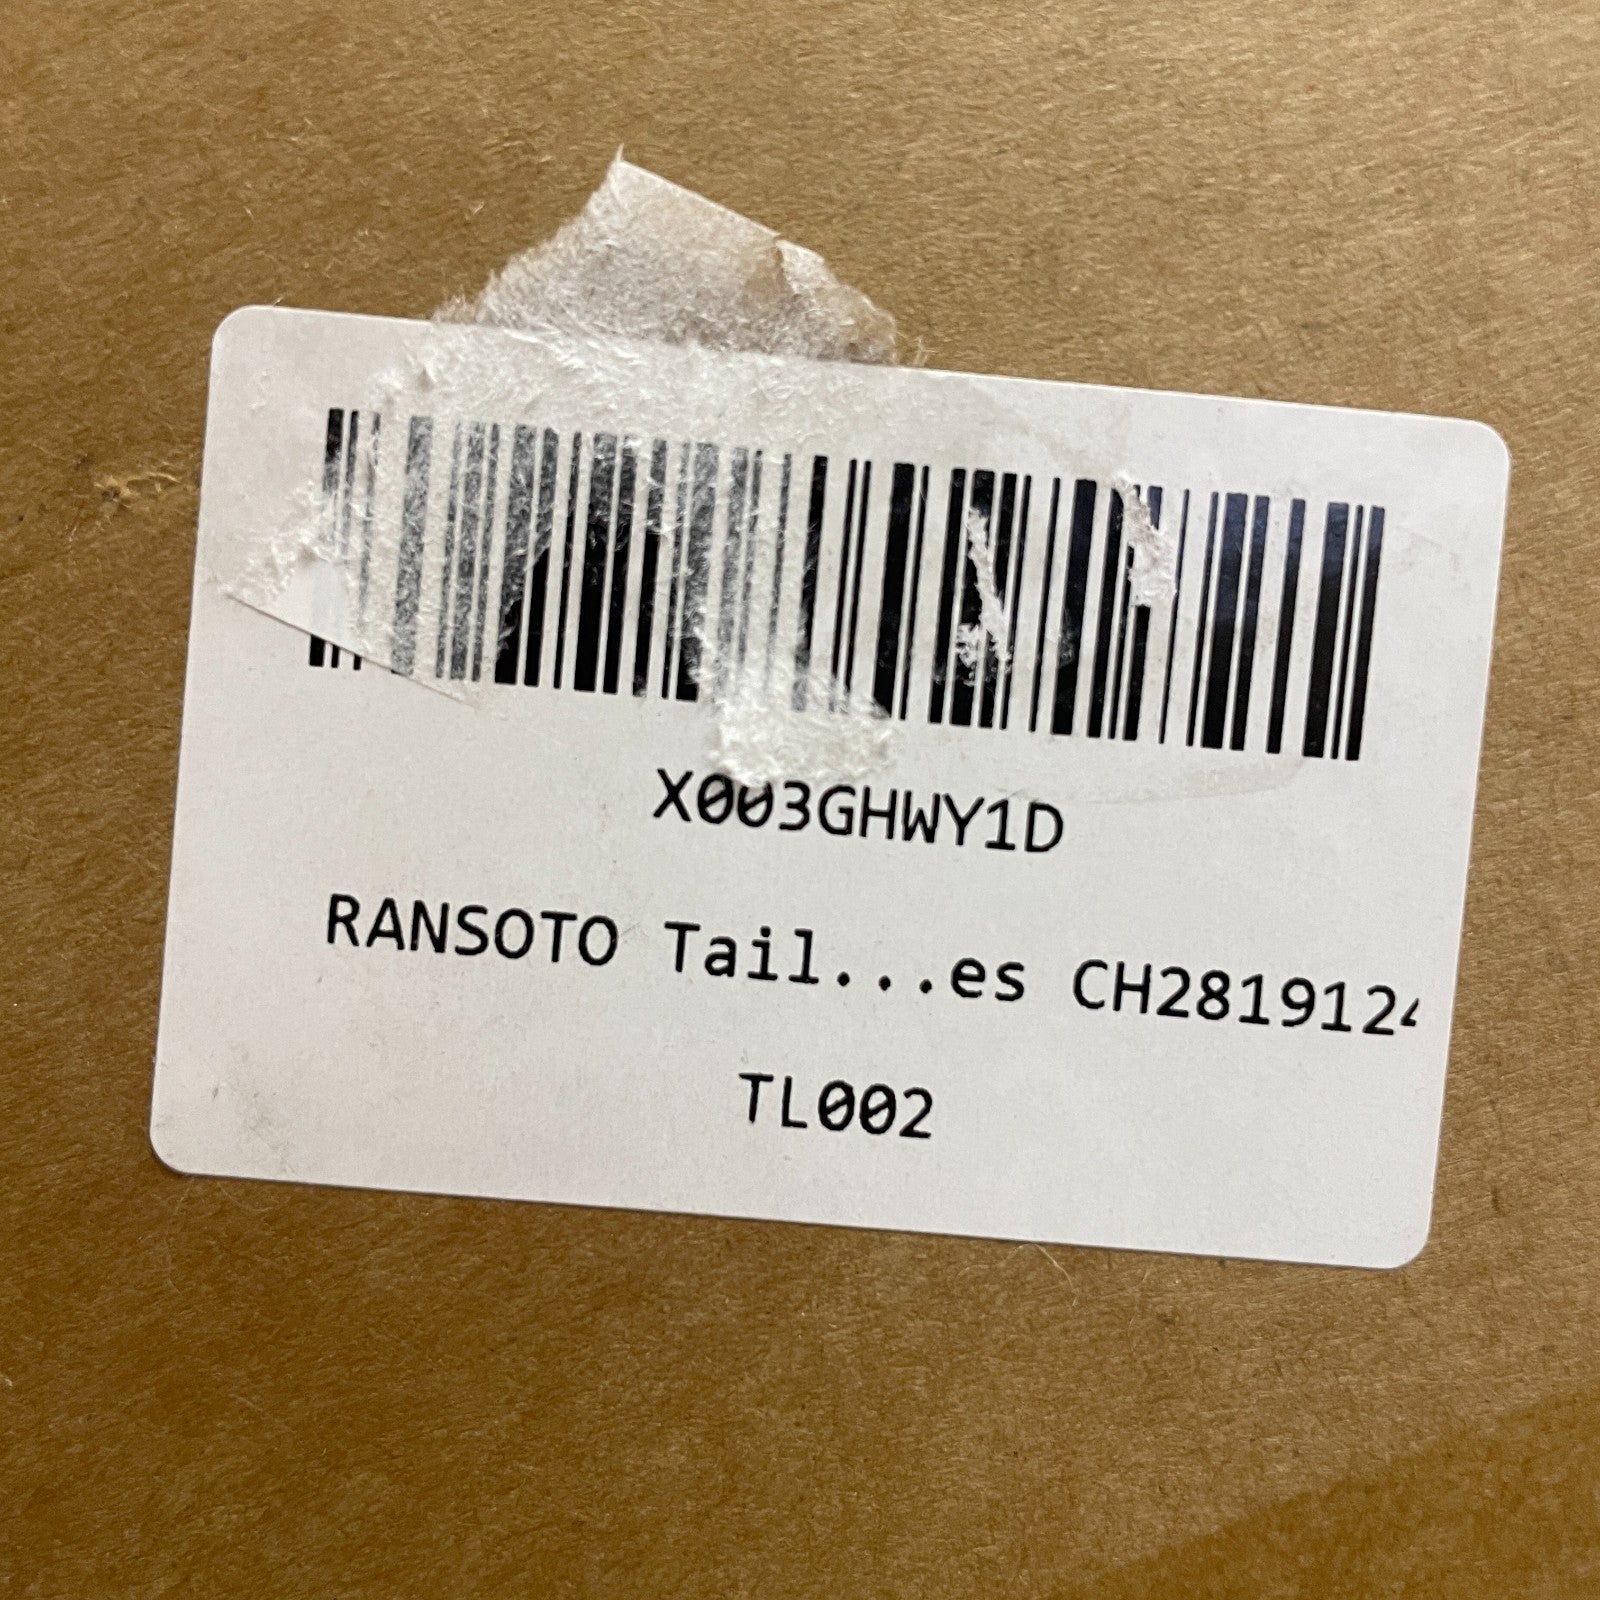 X003GHWY1D
RANSOTO Tail...es CH2819124
TL002